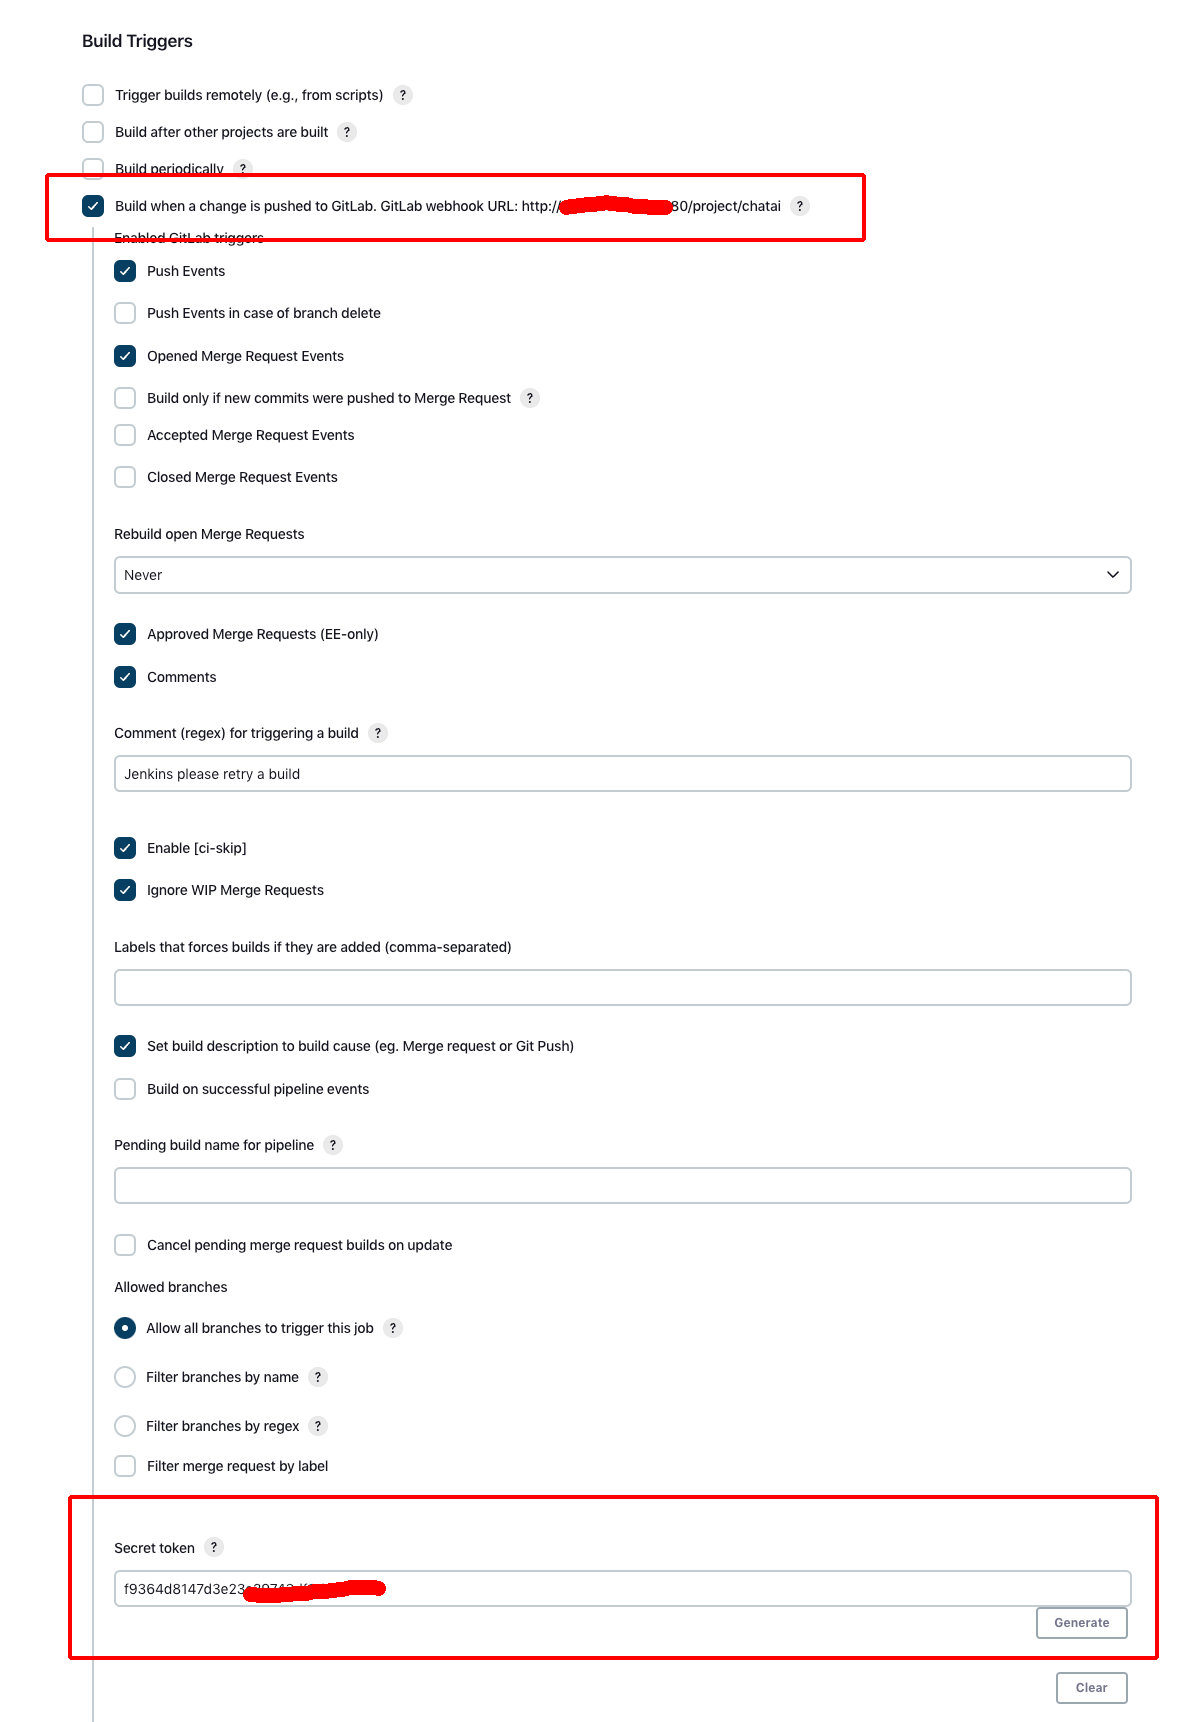 Build Triggers
Trigger builds remotely (e.g., from scripts) ?
Build after other projects are built ?
Build periodically ?
Build when a change is pushed to GitLab. GitLab webhook URL: http:// 80/project/chatai ?
Enabled GitLab triggers
Push Events
Push Events in case of branch delete
Opened Merge Request Events
Build only if new commits were pushed to Merge Request ?
Accepted Merge Request Events
Closed Merge Request Events
Rebuild open Merge Requests
Never
Approved Merge Requests (EE-only)
Comments
Comment (regex) for triggering a build ?
Jenkins please retry a build
Enable [ci-skip]
Ignore WIP Merge Requests
Labels that forces builds if they are added (comma-separated)
Set build description to build cause (eg. Merge request or Git Push)
Build on successful pipeline events
Pending build name for pipeline ?
Cancel pending merge request builds on update
Allowed branches
Allow all branches to trigger this job ?
Filter branches by name ?
Filter branches by regex ?
Filter merge request by label
Secret token ?
f9364d8147d3e23
Generate
Clear